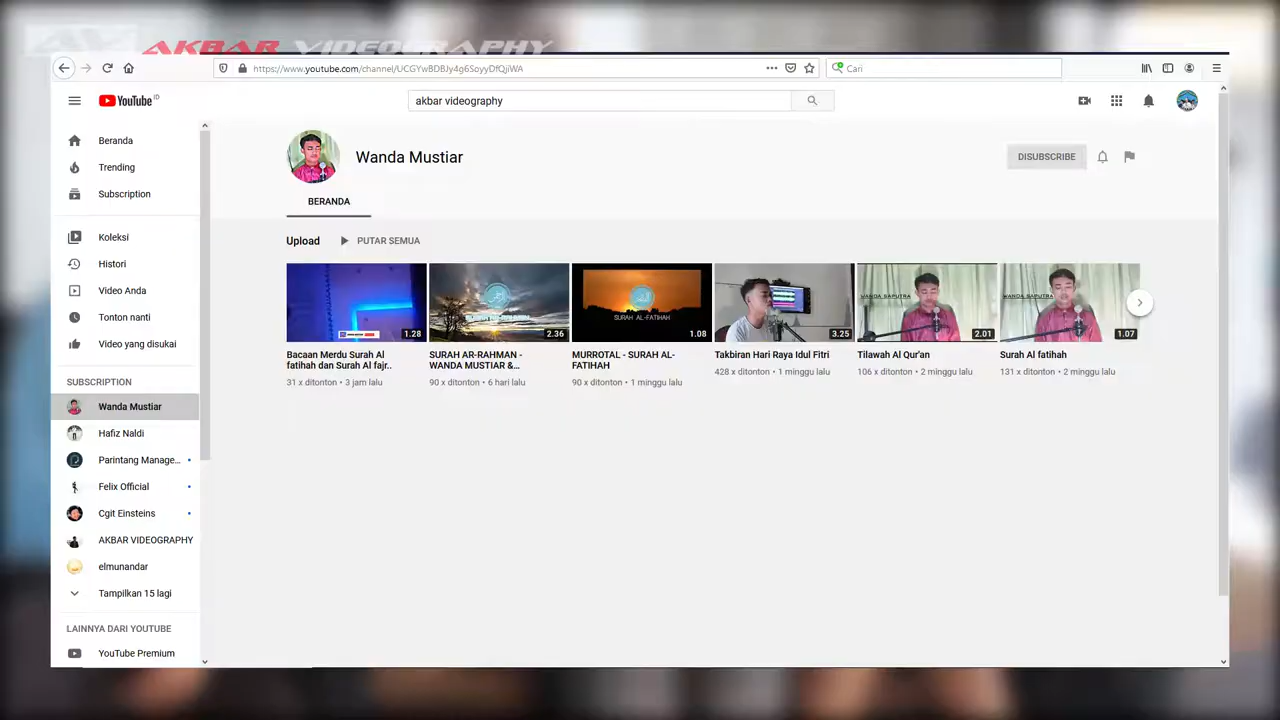 AKBAR VIDEOGRAPHY
https://www.youtube.com/channel/UCGYwBDBJy4g6SoyyDfQjiWA
Cari
YouTube ID
akbar videography
Beranda
Trending
Subscription
Koleksi
Histori
Video Anda
Tonton nanti
Video yang disukai
SUBSCRIPTION
Wanda Mustiar
Hafiz Naldi
Parintang Manage...
Felix Official
Cgit Einsteins
AKBAR VIDEOGRAPHY
elmunandar
Tampilkan 15 lagi
LAINNYA DARI YOUTUBE
YouTube Premium
Wanda Mustiar
DISUBSCRIBE
BERANDA
Upload
PUTAR SEMUA
1.28
Bacaan Merdu Surah Al
fatihah dan Surah Al fajr..
31 x ditonton • 3 jam lalu
2.36
SURAH AR-RAHMAN -
WANDA MUSTIAR &...
90 x ditonton • 6 hari lalu
SURAH AL-FATIHAH
1.08
MURROTAL - SURAH AL-
FATIHAH
90 x ditonton • 1 minggu lalu
3.25
Takbiran Hari Raya Idul Fitri
428 x ditonton • 1 minggu lalu
WANDA SAPUTRA
2.01
Tilawah Al Qur'an
106 x ditonton • 2 minggu lalu
WANDA SAPUTRA
1.07
Surah Al fatihah
131 x ditonton • 2 minggu lalu